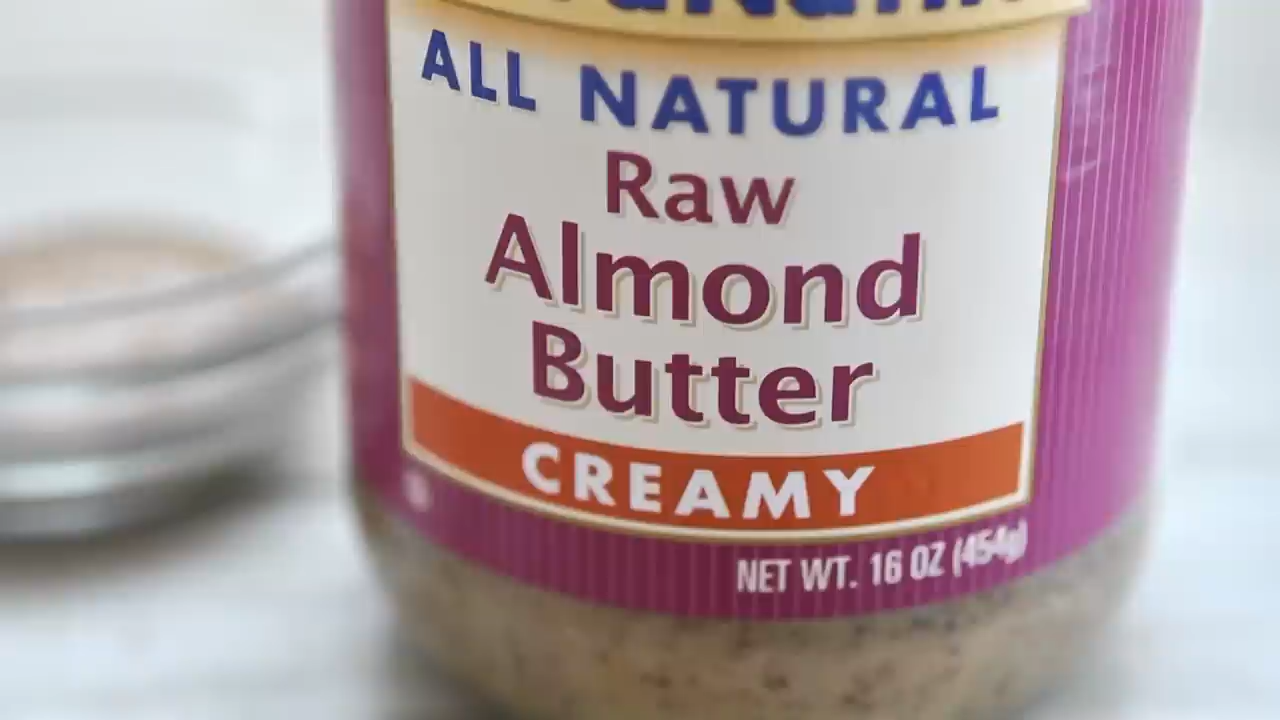 ALL NATURAL
Raw
Almond
Butter
CREAMY
NET WT. 16 OZ (454g)